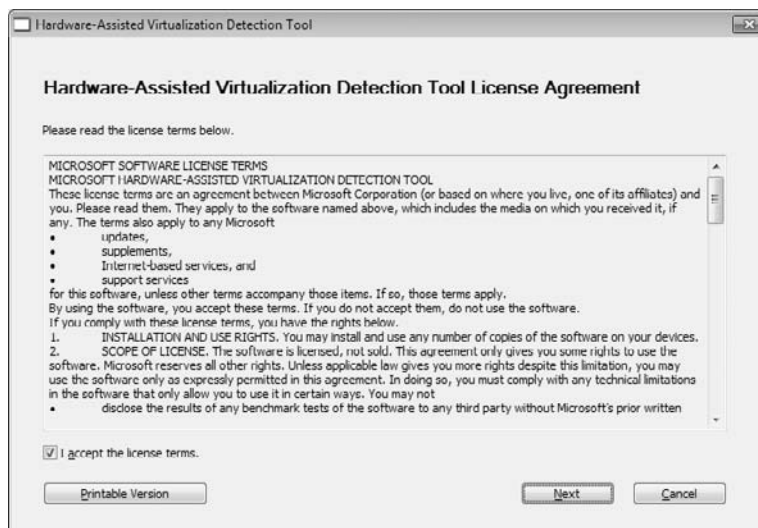 Hardware-Assisted Virtualization Detection Tool
Hardware-Assisted Virtualization Detection Tool License Agreement
Please read the license terms below.
MICROSOFT SOFTWARE LICENSE TERMS
MICROSOFT HARDWARE-ASSISTED VIRTUALIZATION DETECTION TOOL
These license terms are an agreement between Microsoft Corporation (or based on where you live, one of its affiliates) and
you. Please read them. They apply to the software named above, which includes the media on which you received it, if
any. The terms also apply to any Microsoft
• updates,
• supplements,
• Internet-based services, and
• support services
for this software, unless other terms accompany those items. If so, those terms apply.
By using the software, you accept these terms. If you do not accept them, do not use the software.
If you comply with these license terms, you have the rights below.
1. INSTALLATION AND USE RIGHTS. You may install and use any number of copies of the software on your devices.
2. SCOPE OF LICENSE. The software is licensed, not sold. This agreement only gives you some rights to use the
software. Microsoft reserves all other rights. Unless applicable law gives you more rights despite this limitation, you may
use the software only as expressly permitted in this agreement. In doing so, you must comply with any technical limitations
in the software that only allow you to use it in certain ways. You may not
• disclose the results of any benchmark tests of the software to any third party without Microsoft's prior written
I accept the license terms.
Printable Version
Next
Cancel